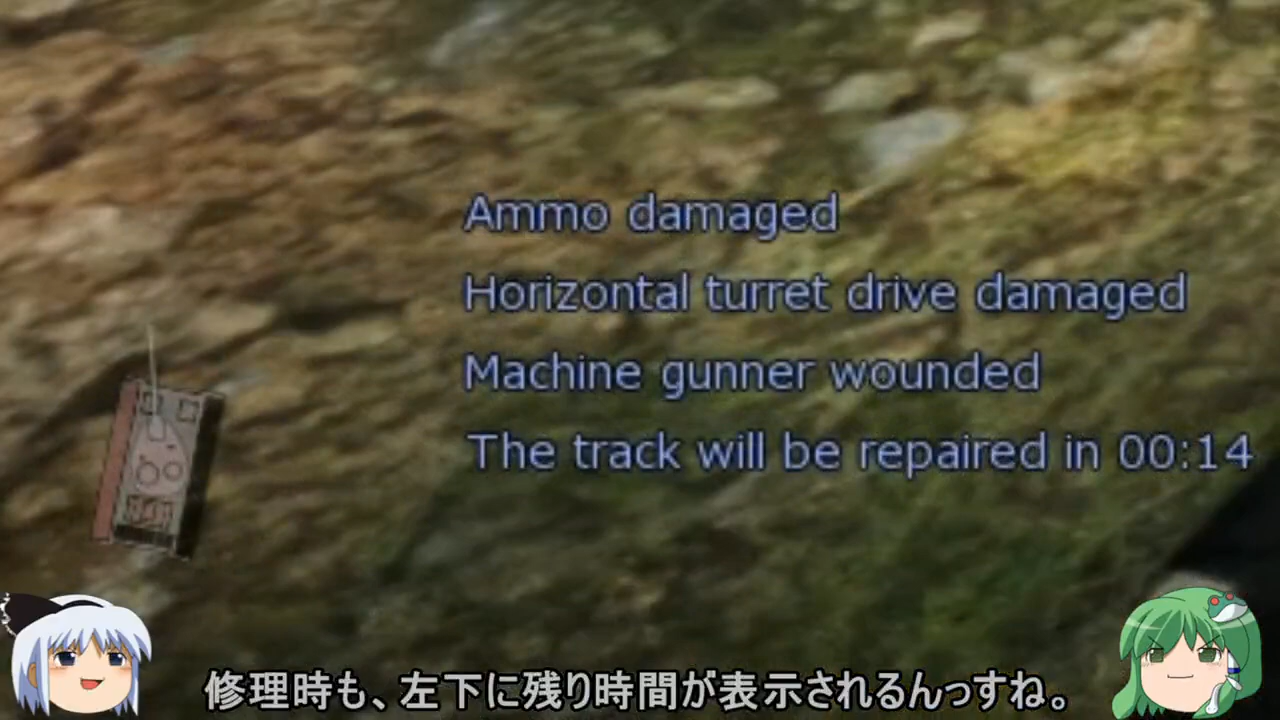 Ammo damaged
Horizontal turret drive damaged
Machine gunner wounded
The track will be repaired in 00:14
修理時も、左下に残り時間が表示されるんっすね。